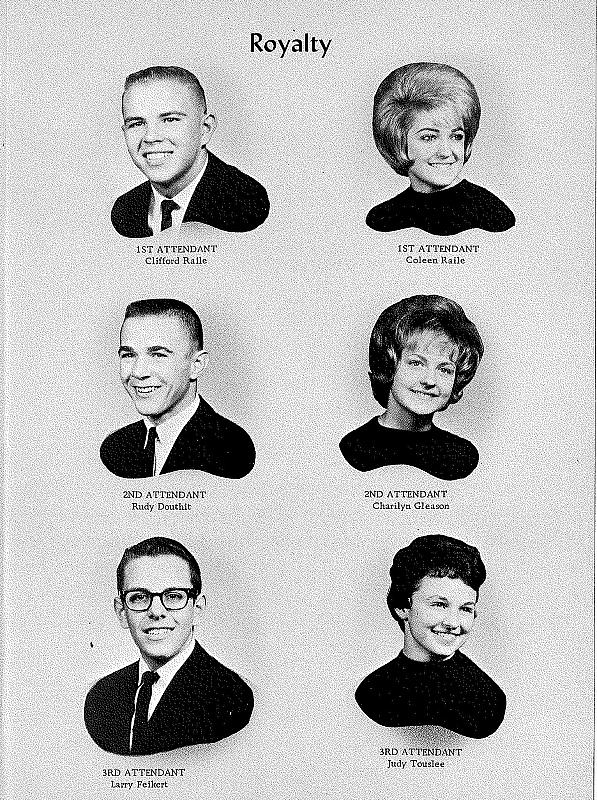 Royalty
1ST ATTENDANT
Clifford Raile
1ST ATTENDANT
Coleen Raile
2ND ATTENDANT
Rudy Douthit
2ND ATTENDANT
Charilyn Gleason
3RD ATTENDANT
Larry Feikert
3RD ATTENDANT
Judy Touslee